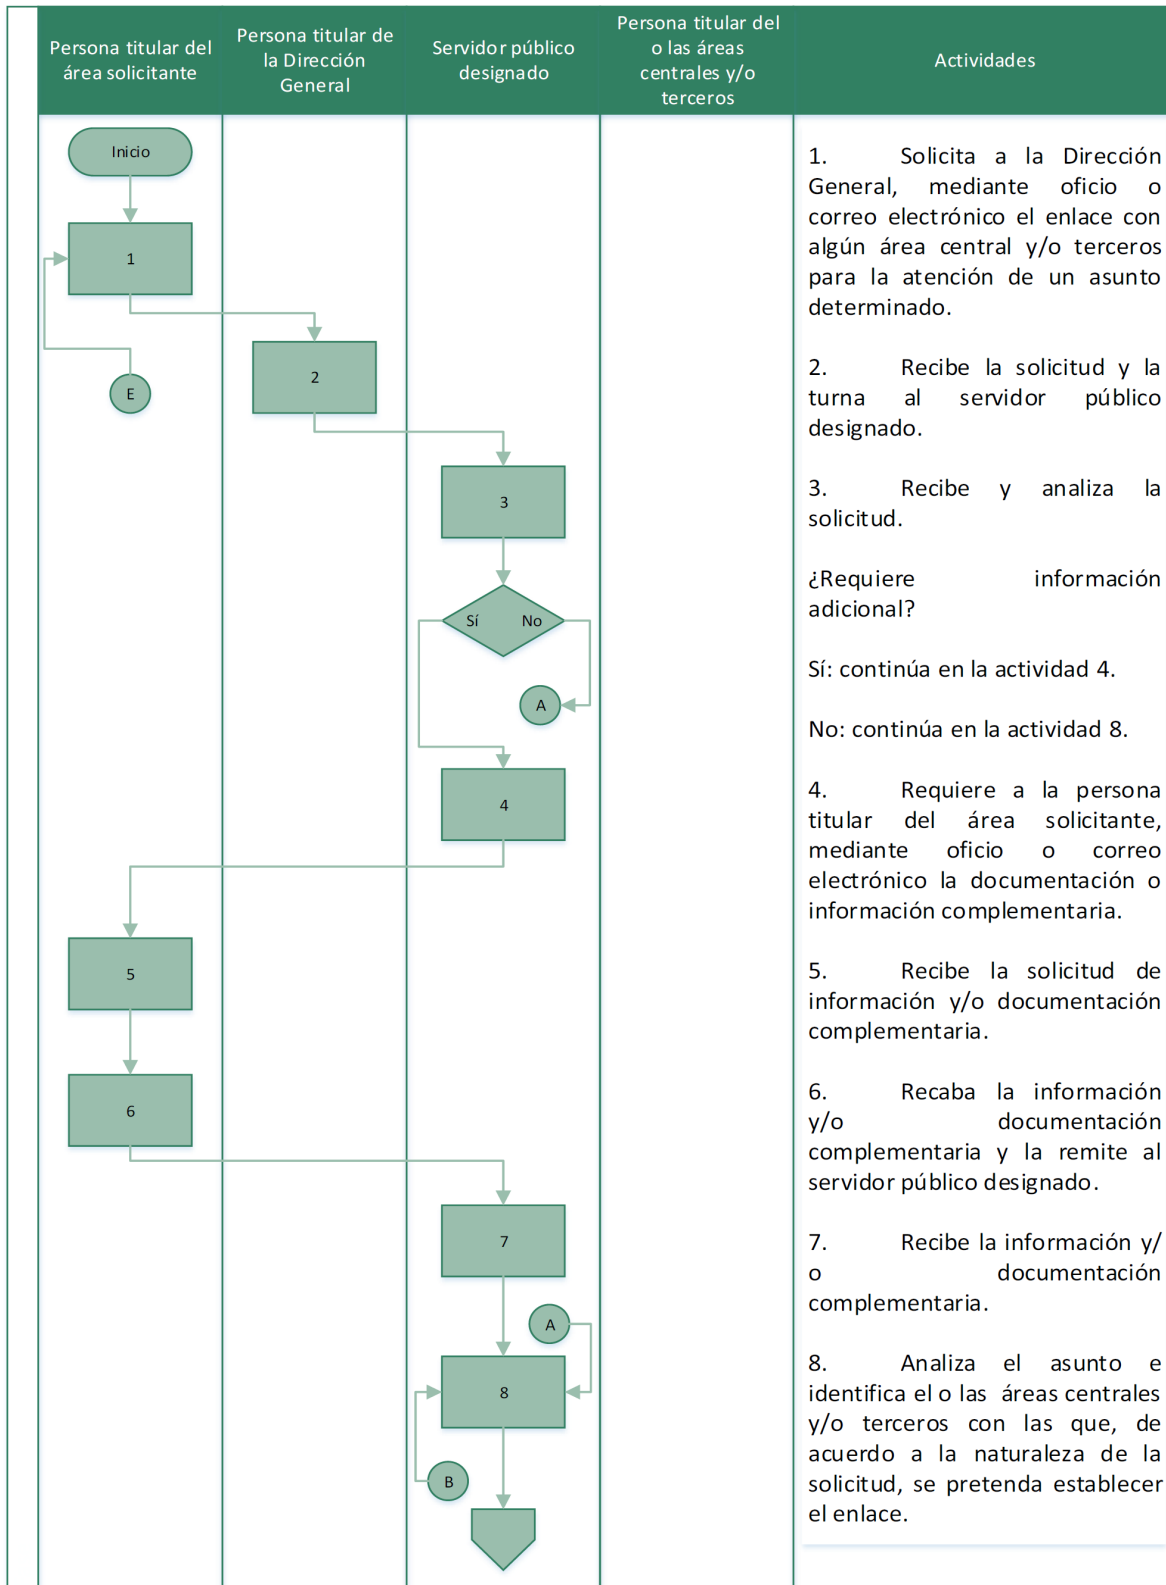 Persona titular del
área solicitante
Persona titular de
la Dirección
General
Servidor público
designado
Persona titular del
o las áreas
centrales y/o
terceros
Actividades
Inicio
1
E
2
3
Sí No
A
4
5
6
7
A
8
B
1. Solicita a la Dirección
General, mediante oficio o
correo electrónico el enlace con
algún área central y/o terceros
para la atención de un asunto
determinado.
2. Recibe la solicitud y la
turna al servidor público
designado.
3. Recibe y analiza la
solicitud.
¿Requiere información
adicional?
Sí: continúa en la actividad 4.
No: continúa en la actividad 8.
4. Requiere a la persona
titular del área solicitante,
mediante oficio o correo
electrónico la documentación o
información complementaria.
5. Recibe la solicitud de
información y/o documentación
complementaria.
6. Recaba la información
y/o documentación
complementaria y la remite al
servidor público designado.
7. Recibe la información y/
o documentación
complementaria.
8. Analiza el asunto e
identifica el o las áreas centrales
y/o terceros con las que, de
acuerdo a la naturaleza de la
solicitud, se pretenda establecer
el enlace.